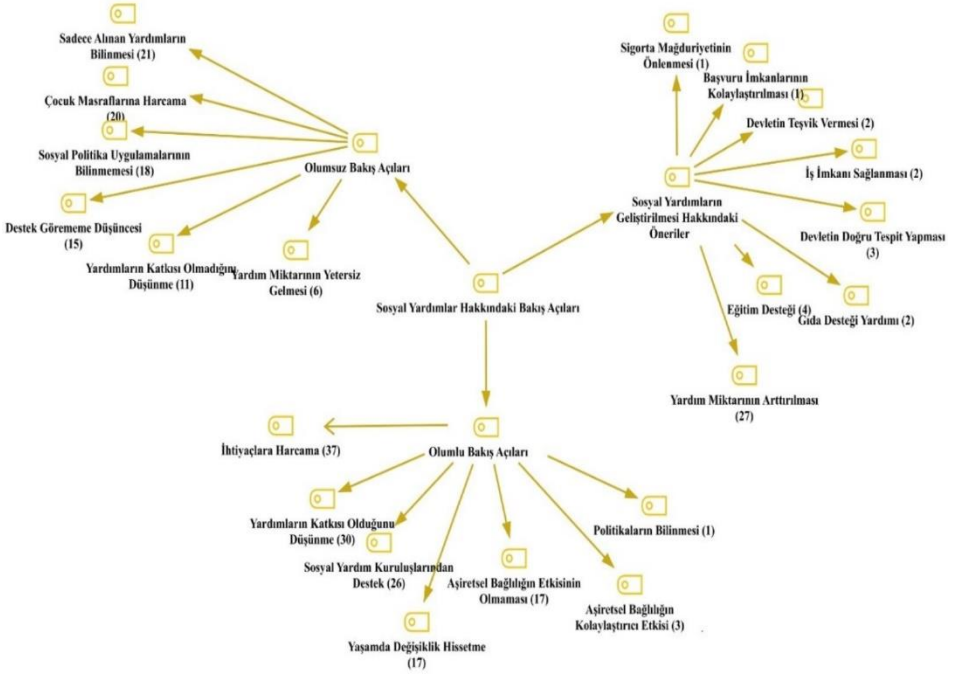 Sadece Alınan Yardımların
Bilinmesi (21)
Çocuk Masraflarına Harcama
(20)
Sosyal Politika Uygulamalarının
Bilinmemesi (18)
Destek Görememe Düşüncesi
(15)
Yardımların Katkısı Olmadığını
Düşünme (11)
Yardım Miktarının Yetersiz
Gelmesi (6)
Olumsuz Bakış Açıları
Sosyal Yardımlar Hakkındaki Bakış Açıları
Sigorta Mağduriyetinin
Önlenmesi (1)
Başvuru İmkanlarının
Kolaylaştırılması (1)
Devletin Teşvik Vermesi (2)
İş İmkanı Sağlanması (2)
Sosyal Yardımların
Geliştirilmesi Hakkındaki
Öneriler
Devletin Doğru Tespit Yapması
(3)
Eğitim Desteği (4)
Gıda Desteği Yardımı (2)
Yardım Miktarının Arttırılması
(27)
İhtiyaçlara Harcama (37)
Olumlu Bakış Açıları
Yardımların Katkısı Olduğunu
Düşünme (30)
Sosyal Yardım Kuruluşlarından
Destek (26)
Yaşamda Değişiklik Hissetme
(17)
Aşiretsel Bağlılığın Etkisinin
Olmaması (17)
Aşiretsel Bağlılığın
Kolaylaştırıcı Etkisi (3)
Politikaların Bilinmesi (1)